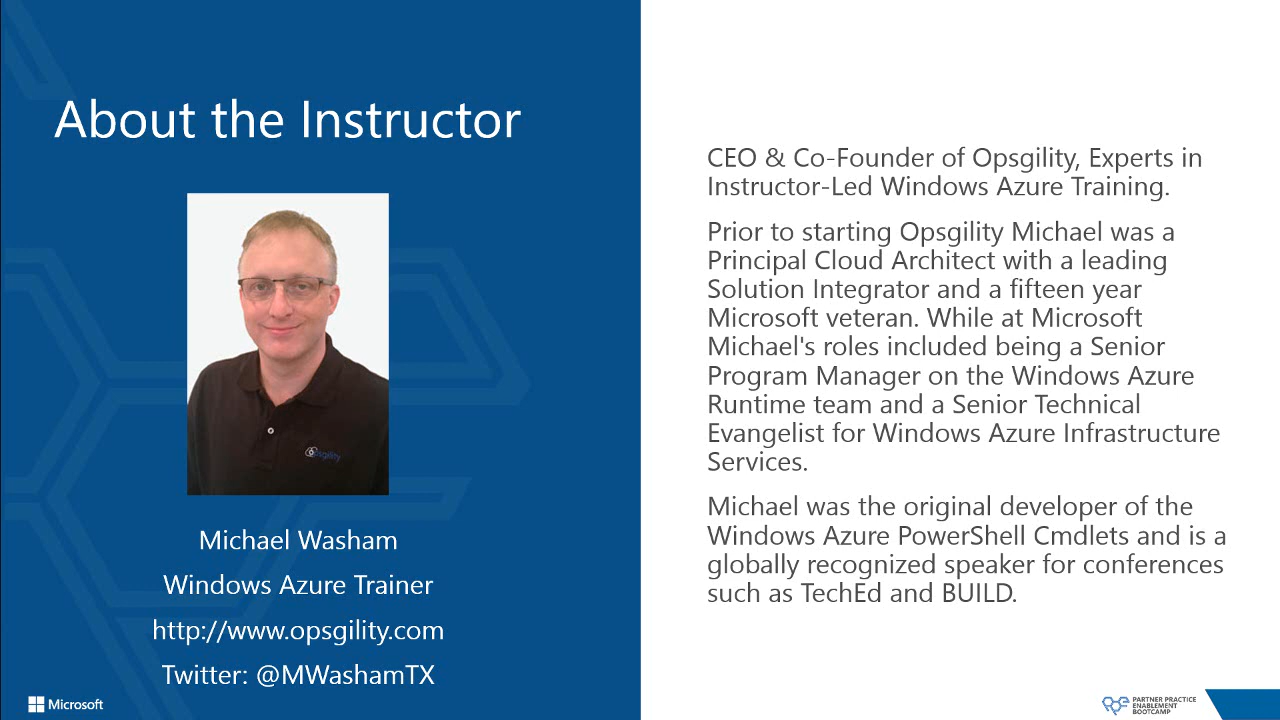 About the Instructor
Michael Washam
Windows Azure Trainer
http://www.opsgility.com
Twitter: @MWashamTX
Microsoft
CEO & Co-Founder of Opsgility, Experts in
Instructor-Led Windows Azure Training.
Prior to starting Opsgility Michael was a
Principal Cloud Architect with a leading
Solution Integrator and a fifteen year
Microsoft veteran. While at Microsoft
Michael's roles included being a Senior
Program Manager on the Windows Azure
Runtime team and a Senior Technical
Evangelist for Windows Azure Infrastructure
Services.
Michael was the original developer of the
Windows Azure PowerShell Cmdlets and is a
globally recognized speaker for conferences
such as TechEd and BUILD.
PARTNER PRACTICE
ENABLEMENT
BOOTCAMP